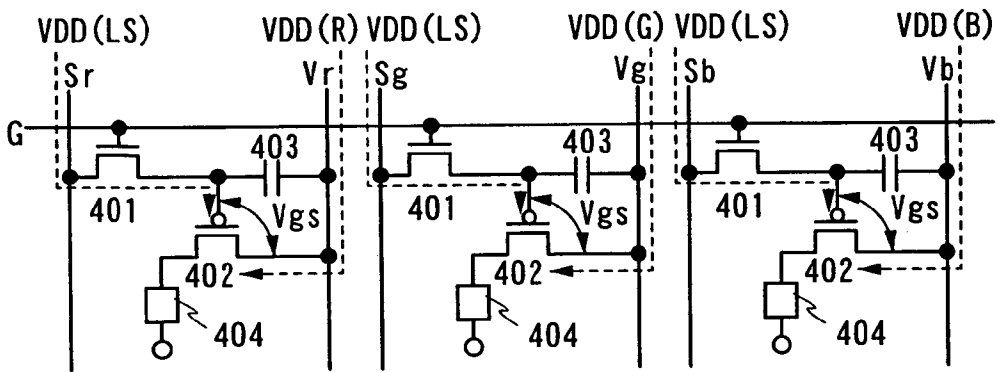 VDD(LS) VDD(R) VDD(LS) VDD(G) VDD(LS) VDD(B)
Sr Vr Sg Vg Sb Vb
G
403 403 403
401 Vgs 401 Vgs 401 Vgs
402 402 402
404 404 404